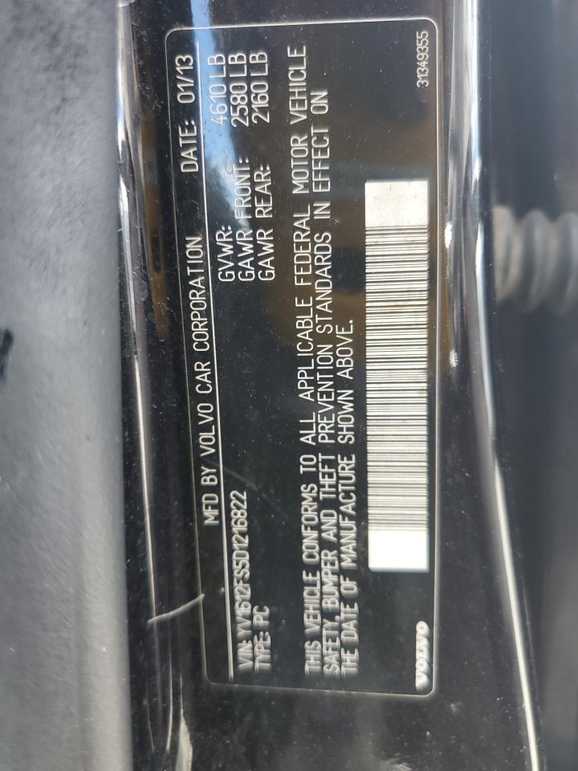 MFD BY VOLVO CAR CORPORATION DATE: 01/13
GVWR: 4610 LB
VIN: YV1612FS5D1216822 GAWR FRONT: 2580 LB
TYPE: PC GAWR REAR: 2160 LB
THIS VEHICLE CONFORMS TO ALL APPLICABLE FEDERAL MOTOR VEHICLE
SAFETY, BUMPER AND THEFT PREVENTION STANDARDS IN EFFECT ON
THE DATE OF MANUFACTURE SHOWN ABOVE.
VOLVO 31349355